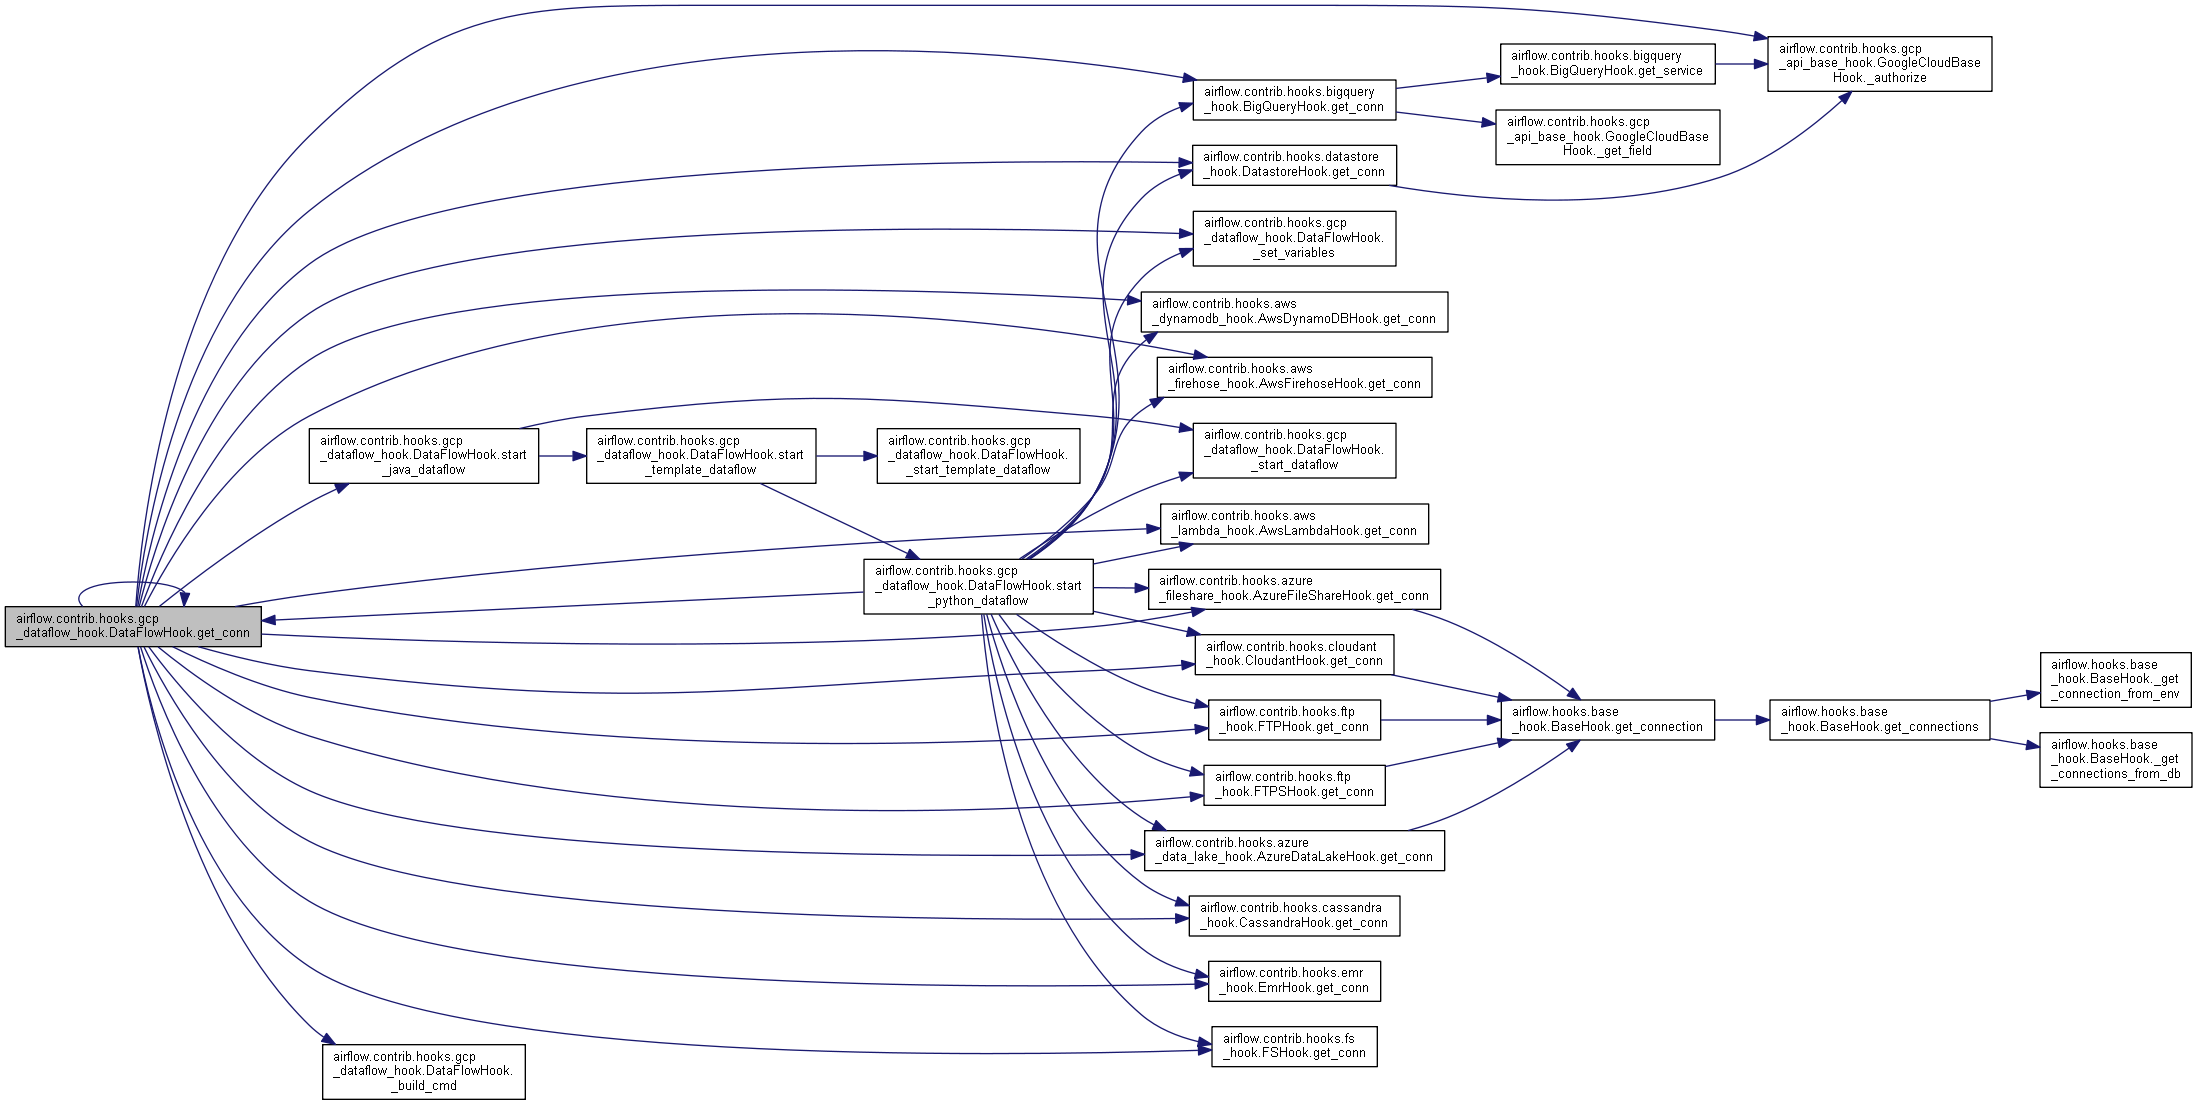 airflow.contrib.hooks.gcp
_api_base_hook.GoogleCloudBase
Hook._authorize
airflow.contrib.hooks.bigquery
_hook.BigQueryHook.get_service
airflow.contrib.hooks.bigquery
_hook.BigQueryHook.get_conn
airflow.contrib.hooks.gcp
_api_base_hook.GoogleCloudBase
Hook._get_field
airflow.contrib.hooks.datastore
_hook.DatastoreHook.get_conn
airflow.contrib.hooks.gcp
_dataflow_hook.DataFlowHook.
_set_variables
airflow.contrib.hooks.aws
_dynamodb_hook.AwsDynamoDBHook.get_conn
airflow.contrib.hooks.aws
_firehose_hook.AwsFirehoseHook.get_conn
airflow.contrib.hooks.gcp
_dataflow_hook.DataFlowHook.start
_java_dataflow
airflow.contrib.hooks.gcp
_dataflow_hook.DataFlowHook.start
_template_dataflow
airflow.contrib.hooks.gcp
_dataflow_hook.DataFlowHook.
_start_template_dataflow
airflow.contrib.hooks.gcp
_dataflow_hook.DataFlowHook.
_start_dataflow
airflow.contrib.hooks.aws
_lambda_hook.AwsLambdaHook.get_conn
airflow.contrib.hooks.gcp
_dataflow_hook.DataFlowHook.start
_python_dataflow
airflow.contrib.hooks.azure
_fileshare_hook.AzureFileShareHook.get_conn
airflow.contrib.hooks.gcp
_dataflow_hook.DataFlowHook.get_conn
airflow.contrib.hooks.cloudant
_hook.CloudantHook.get_conn
airflow.hooks.base
_hook.BaseHook._get
_connection_from_env
airflow.contrib.hooks.ftp
_hook.FTPHook.get_conn
airflow.hooks.base
_hook.BaseHook.get_connection
airflow.hooks.base
_hook.BaseHook.get_connections
airflow.hooks.base
_hook.BaseHook._get
_connections_from_db
airflow.contrib.hooks.ftp
_hook.FTPSHook.get_conn
airflow.contrib.hooks.azure
_data_lake_hook.AzureDataLakeHook.get_conn
airflow.contrib.hooks.cassandra
_hook.CassandraHook.get_conn
airflow.contrib.hooks.emr
_hook.EmrHook.get_conn
airflow.contrib.hooks.fs
_hook.FSHook.get_conn
airflow.contrib.hooks.gcp
_dataflow_hook.DataFlowHook.
_build_cmd